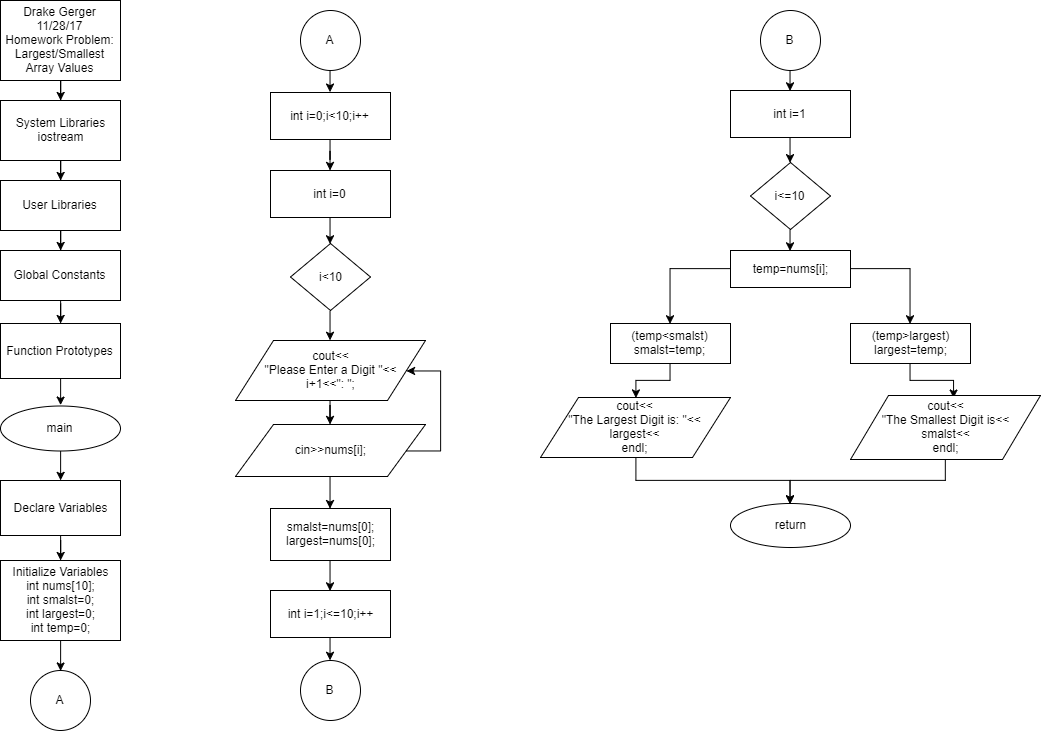 Drake Gerger
11/28/17
Homework Problem:
Largest/Smallest
Array Values
System Libraries
iostream
User Libraries
Global Constants
Function Prototypes
main
Declare Variables
Initialize Variables
int nums[10];
int smalst=0;
int largest=0;
int temp=0;
A
A
int i=0;i<10;i++
int i=0
i<10
cout<<
"Please Enter a Digit "<<
i+1<<": ";
cin>>nums[i];
smalst=nums[0];
largest=nums[0];
int i=1;i<=10;i++
B
B
int i=1
i<=10
temp=nums[i];
(temp<smalst)
smalst=temp;
(temp>largest)
largest=temp;
cout<<
"The Largest Digit is: "<<
largest<<
endl;
cout<<
"The Smallest Digit is<<
smalst<<
endl;
return